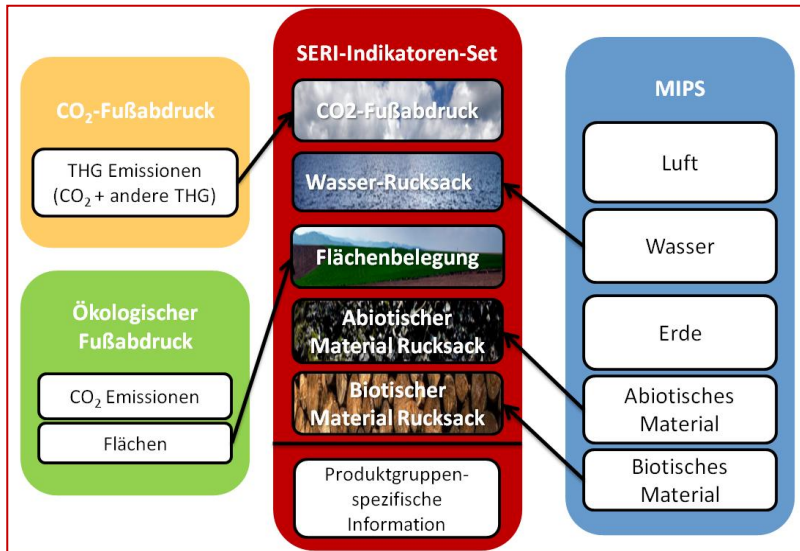 CO₂-Fußabdruck
THG Emissionen
(CO₂ + andere THG)
Ökologischer
Fußabdruck
CO₂ Emissionen
Flächen
SERI-Indikatoren-Set
CO2-Fußabdruck
Wasser-Rucksack
Flächenbelegung
Abiotischer
Material Rucksack
Biotischer
Material Rucksack
Produktgruppen-
spezifische
Information
MIPS
Luft
Wasser
Erde
Abiotisches
Material
Biotisches
Material